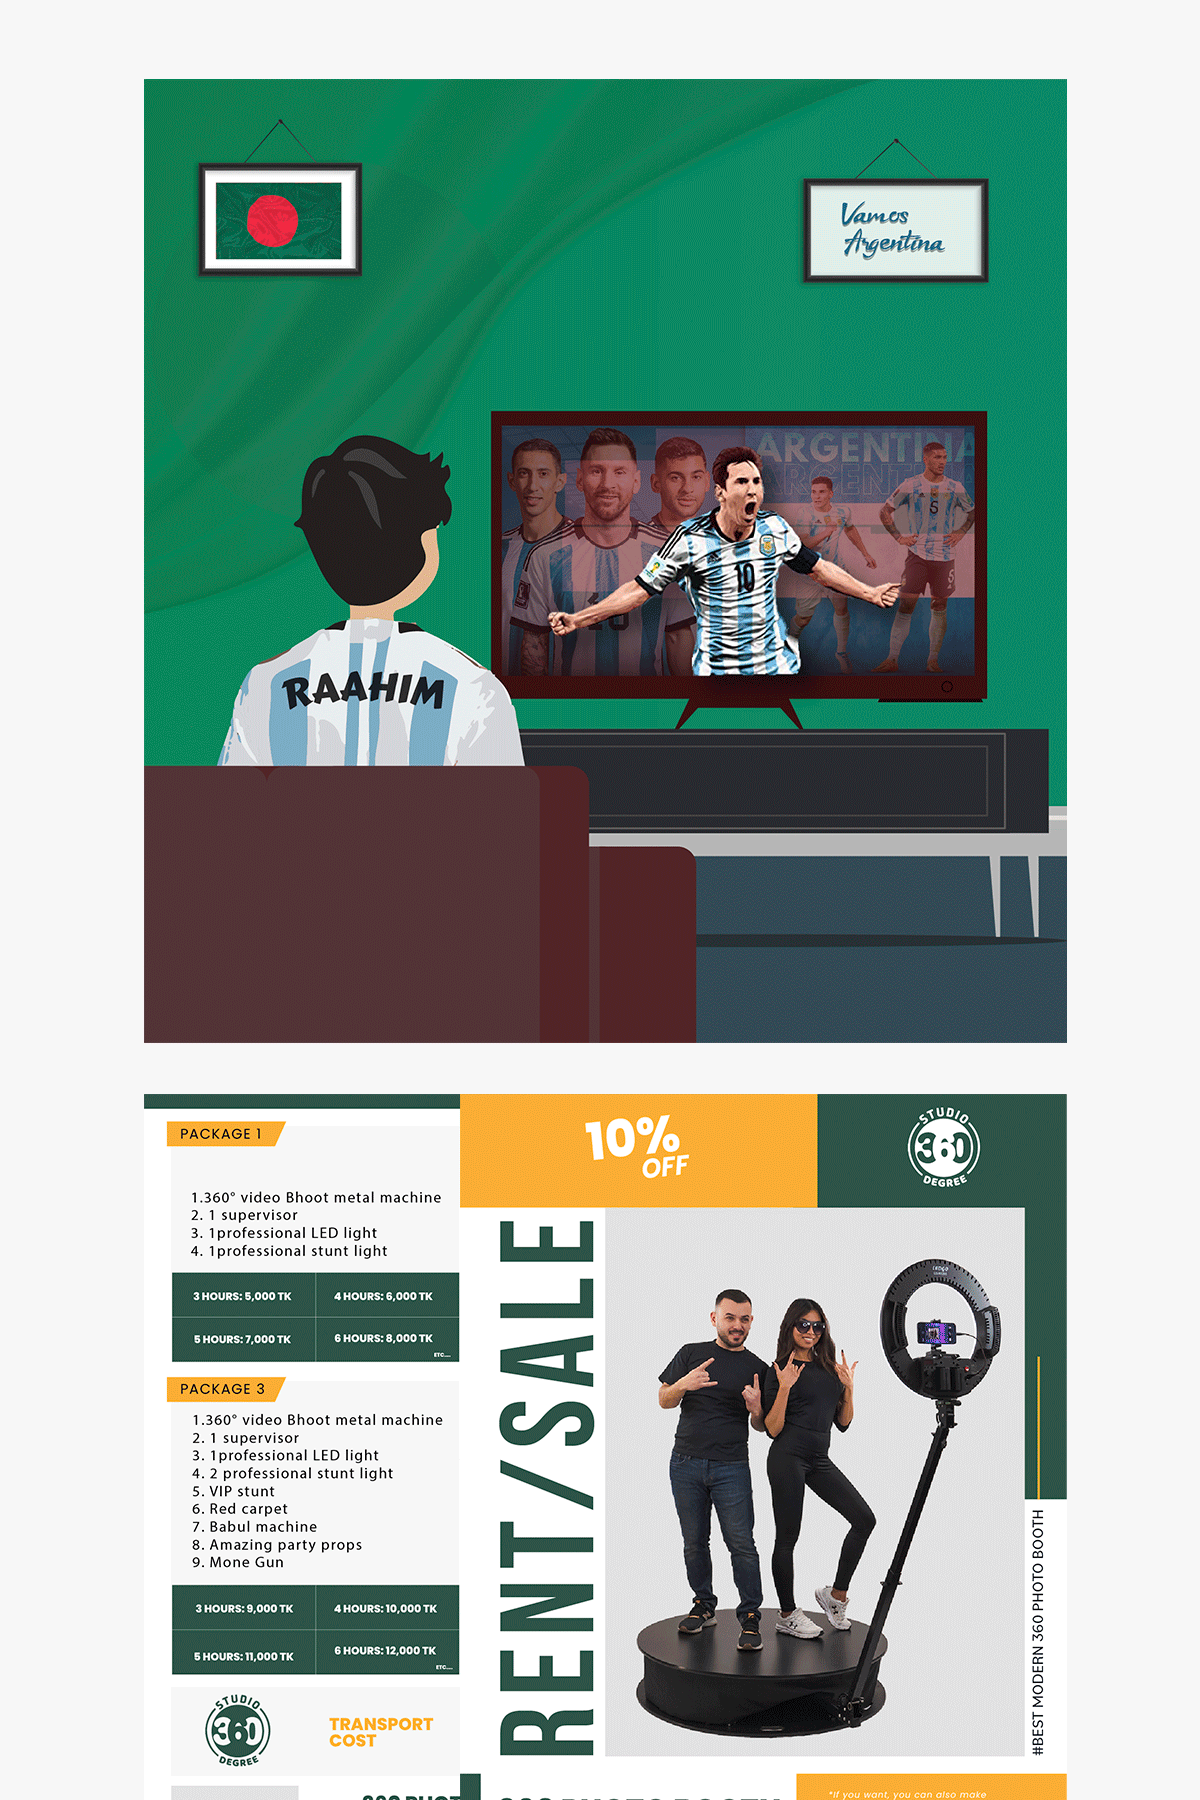 Vamos
Argentina
ARGENTINA
ARGENTINA
5
10
RAAHIM
PACKAGE 1
1.360° video Bhoot metal machine
2. 1 supervisor
3. 1professional LED light
4. 1professional stunt light
3 HOURS: 5,000 TK
4 HOURS: 6,000 TK
5 HOURS: 7,000 TK
6 HOURS: 8,000 TK
ETC....
PACKAGE 3
1.360° video Bhoot metal machine
2. 1 supervisor
3. 1professional LED light
4. 2 professional stunt light
5. VIP stunt
6. Red carpet
7. Babul machine
8. Amazing party props
9. Mone Gun
3 HOURS: 9,000 TK
4 HOURS: 10,000 TK
5 HOURS: 11,000 TK
6 HOURS: 12,000 TK
ETC....
STUDIO
360
DEGREE
TRANSPORT
COST
10%
OFF
STUDIO
360
DEGREE
RENT/SALE
#BEST MODERN 360 PHOTO BOOTH
*If you want, you can also make